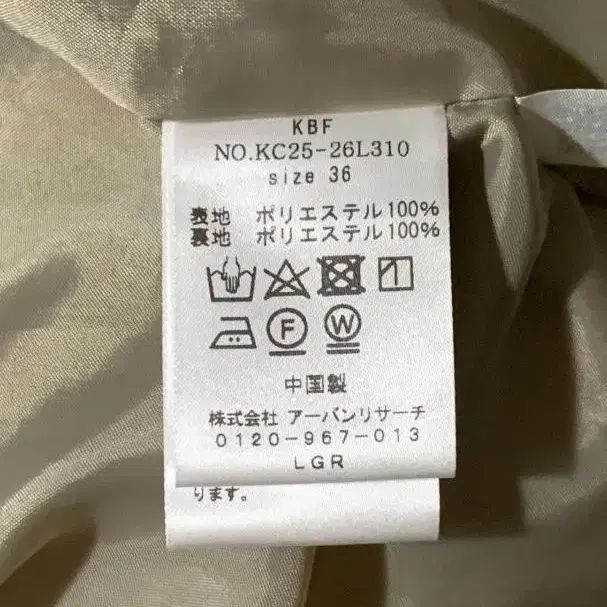 KBF
NO.KC25-26L310
size 36
表地 ポリエステル100%
裏地 ポリエステル100%
F
W
中国製
株式会社 アーバンリサーチ
0120-967-013
LGR
ります。